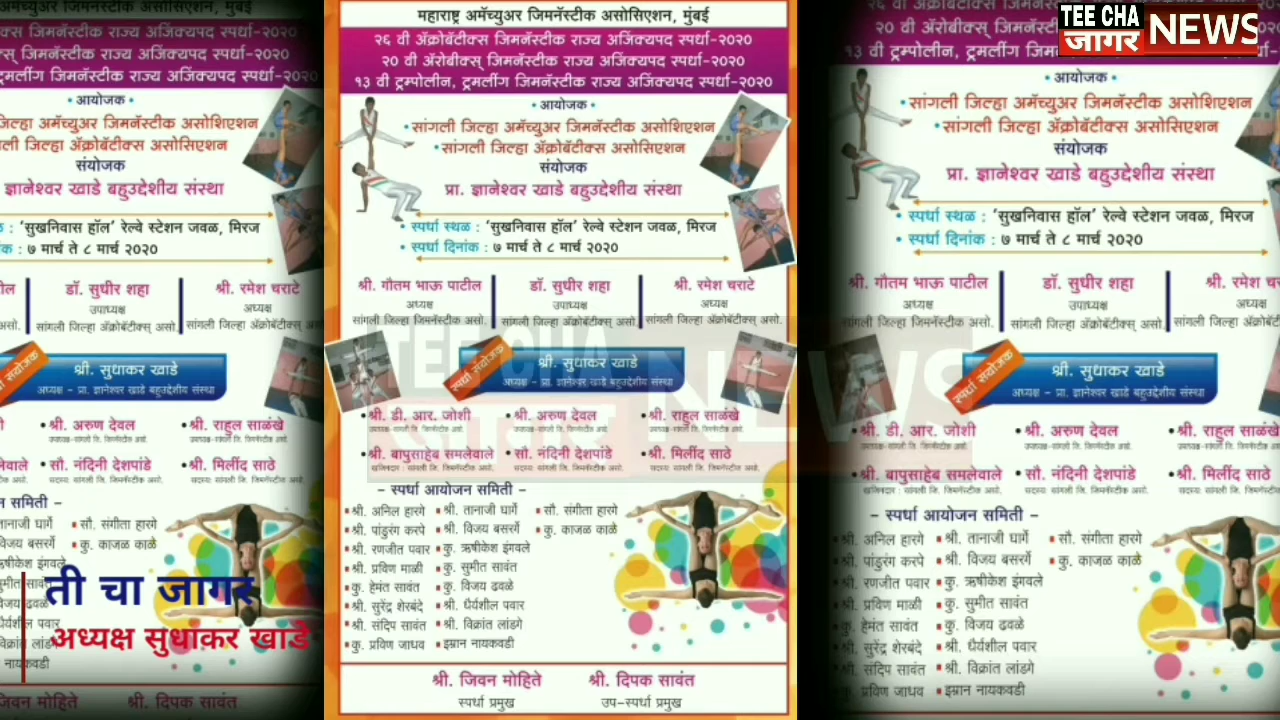 TEE CHA
जागर NEWS
महाराष्ट्र अमॅच्युअर जिमनॅस्टीक असोसिएशन, मुंबई
२६ वी ॲक्रोबॅटीक्स जिमनॅस्टीक राज्य अजिंक्यपद स्पर्धा-२०२०
२० वी ॲरोबीक्स् जिमनॅस्टीक राज्य अजिंक्यपद स्पर्धा-२०२०
१३ वी ट्रम्पोलीन, ट्रमलींग जिमनॅस्टीक राज्य अजिंक्यपद स्पर्धा-२०२०
• आयोजक •
• सांगली जिल्हा अमॅच्युअर जिमनॅस्टीक असोशिएशन
• सांगली जिल्हा ॲक्रोबॅटीक्स असोसिएशन
संयोजक
प्रा. ज्ञानेश्वर खाडे बहुउद्देशीय संस्था
• स्पर्धा स्थळ : 'सुखनिवास हॉल' रेल्वे स्टेशन जवळ, मिरज
• स्पर्धा दिनांक : ७ मार्च ते ८ मार्च २०२०
श्री. गौतम भाऊ पाटील डॉ. सुधीर शहा श्री. रमेश चराटे
अध्यक्ष उपाध्यक्ष अध्यक्ष
सांगली जिल्हा जिमनॅस्टीक असो. सांगली जिल्हा ॲक्रोबॅटीक्स् असो. सांगली जिल्हा ॲक्रोबॅटीक्स् असो.
स्पर्धा संयोजक
श्री. सुधाकर खाडे
अध्यक्ष - प्रा. ज्ञानेश्वर खाडे बहुउद्देशीय संस्था
• श्री. डी. आर. जोशी • श्री. अरुण देवल • श्री. राहुल साळंखे
• श्री. बापुसाहेब समलेवाले • सौ. नंदिनी देशपांडे • श्री. मिलींद साठे
- स्पर्धा आयोजन समिती -
श्री. अनिल हारगे श्री. तानाजी घार्गे सौ. संगीता हारगे
श्री. पांडुरंग करपे श्री. विजय बसर्गे कु. काजळ काळे
श्री. रणजीत पवार कु. ऋषीकेश इंगवले
श्री. प्रविण माळी कु. सुमीत सावंत
कु. हेमंत सावंत कु. विजय ढवळे
श्री. सुरेंद्र शेरबंदे श्री. धैर्यशील पवार
श्री. संदिप सावंत श्री. विक्रांत लांडगे
कु. प्रविण जाधव इम्रान नायकवडी
श्री. जिवन मोहिते श्री. दिपक सावंत
स्पर्धा प्रमुख उप-स्पर्धा प्रमुख
ती चा जागर
अध्यक्ष सुधाकर खाडे